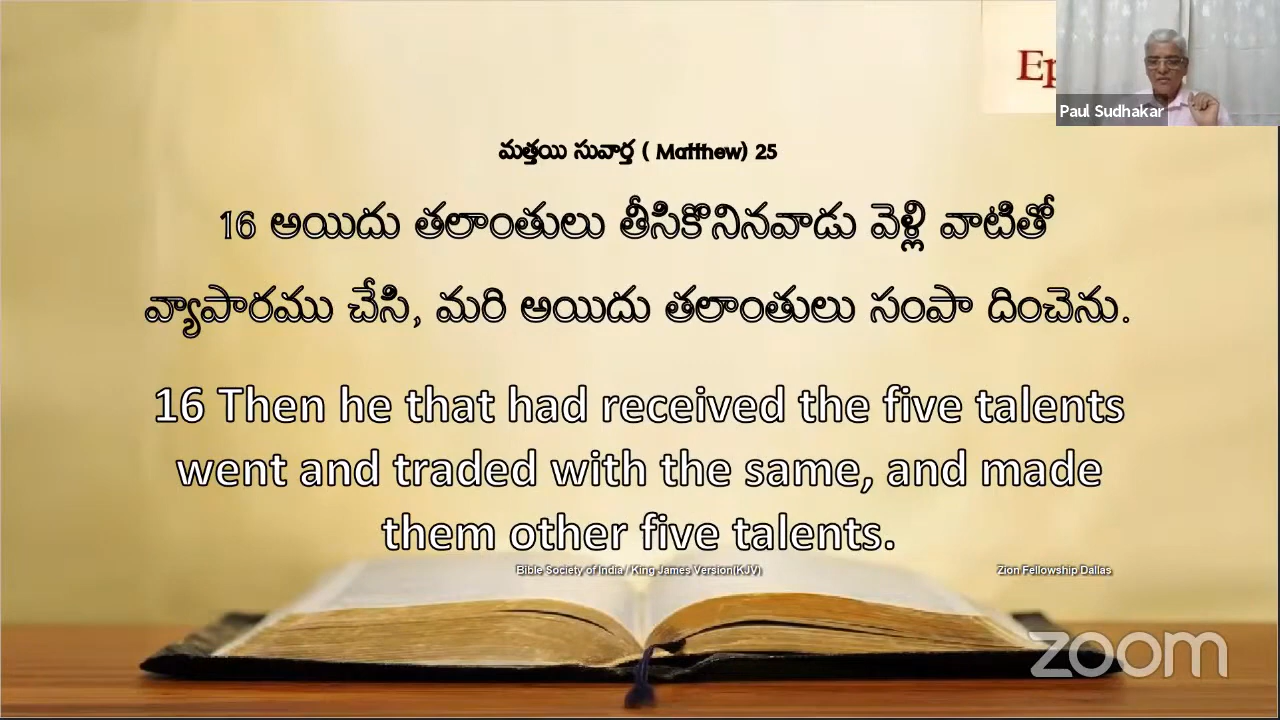 Ep
Paul Sudhakar
మత్తయి సువార్త ( Matthew) 25
16 అయిదు తలాంతులు తీసికొనినవాడు వెళ్లి వాటితో
వ్యాపారము చేసి, మరి అయిదు తలాంతులు సంపా దించెను.
16 Then he that had received the five talents
went and traded with the same, and made
them other five talents.
Bible Society of India / King James Version(KJV)
Zion Fellowship Dallas
zoom